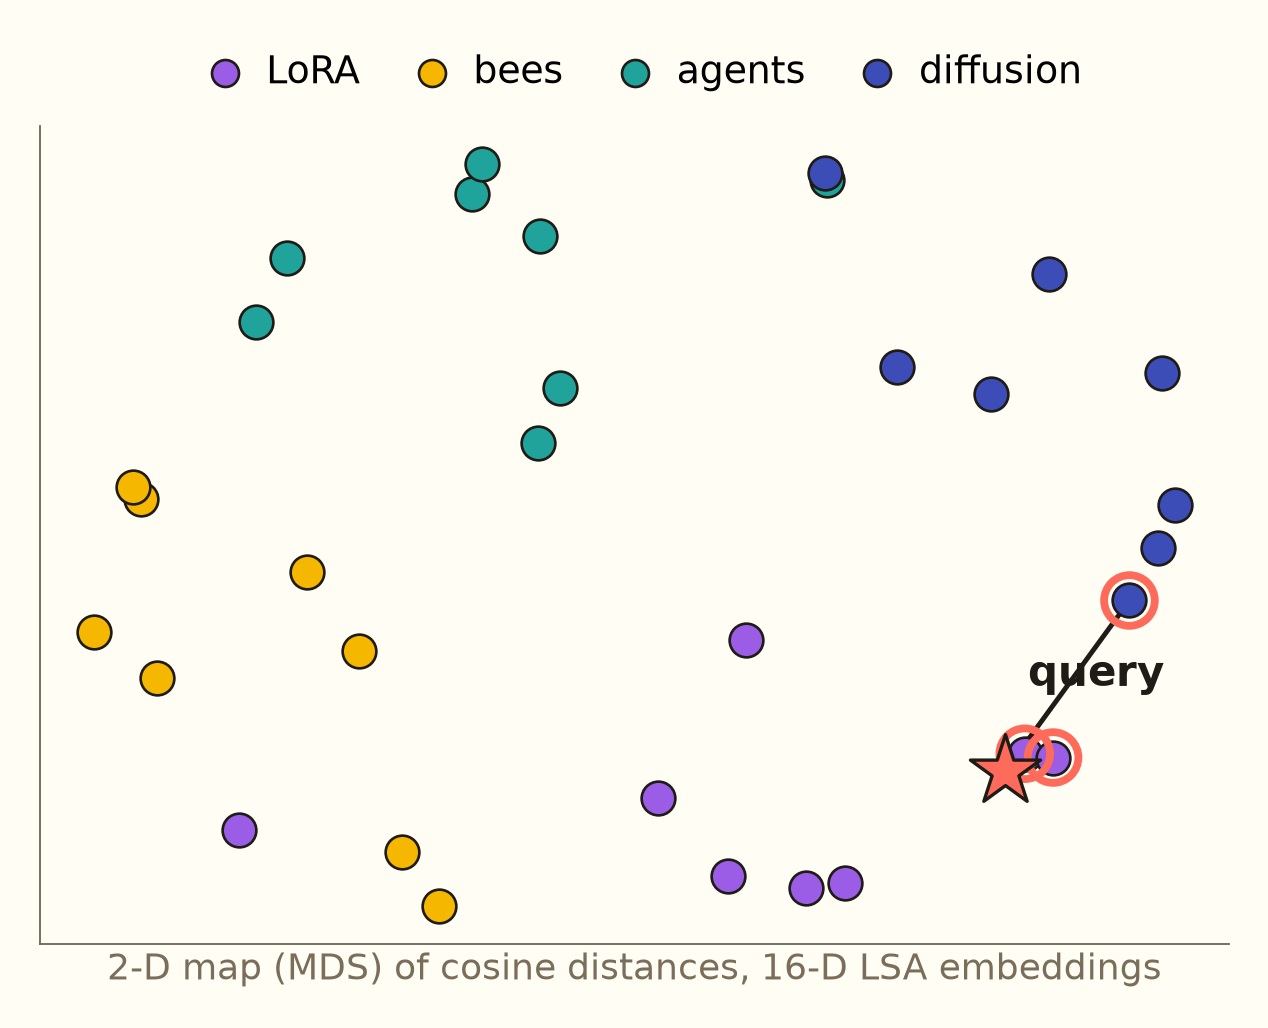 LoRA bees agents diffusion
query
2-D map (MDS) of cosine distances, 16-D LSA embeddings